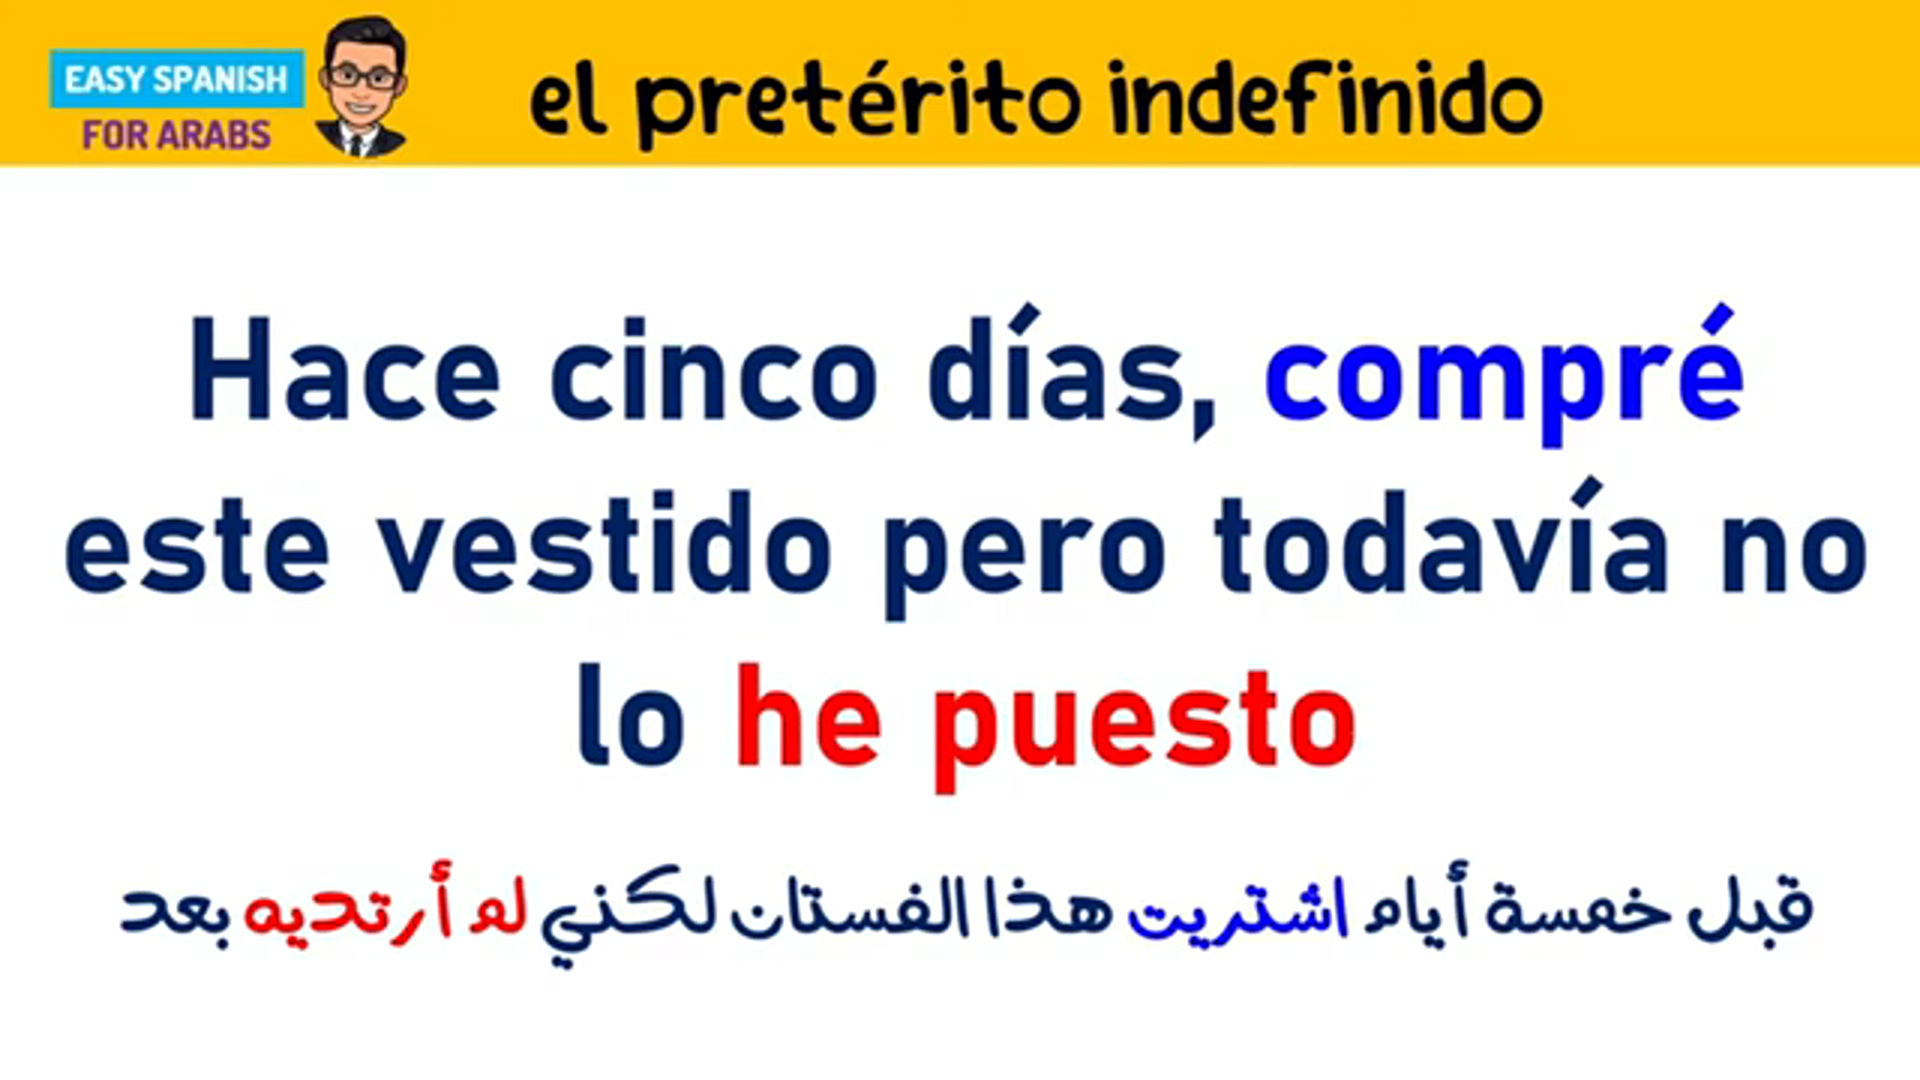 EASY SPANISH
FOR ARABS
el pretérito indefinido
Hace cinco días, compré
este vestido pero todavía no
lo he puesto
قبل خمسة أيام اشتريت هذا الفستان لكني لم أرتديه بعد